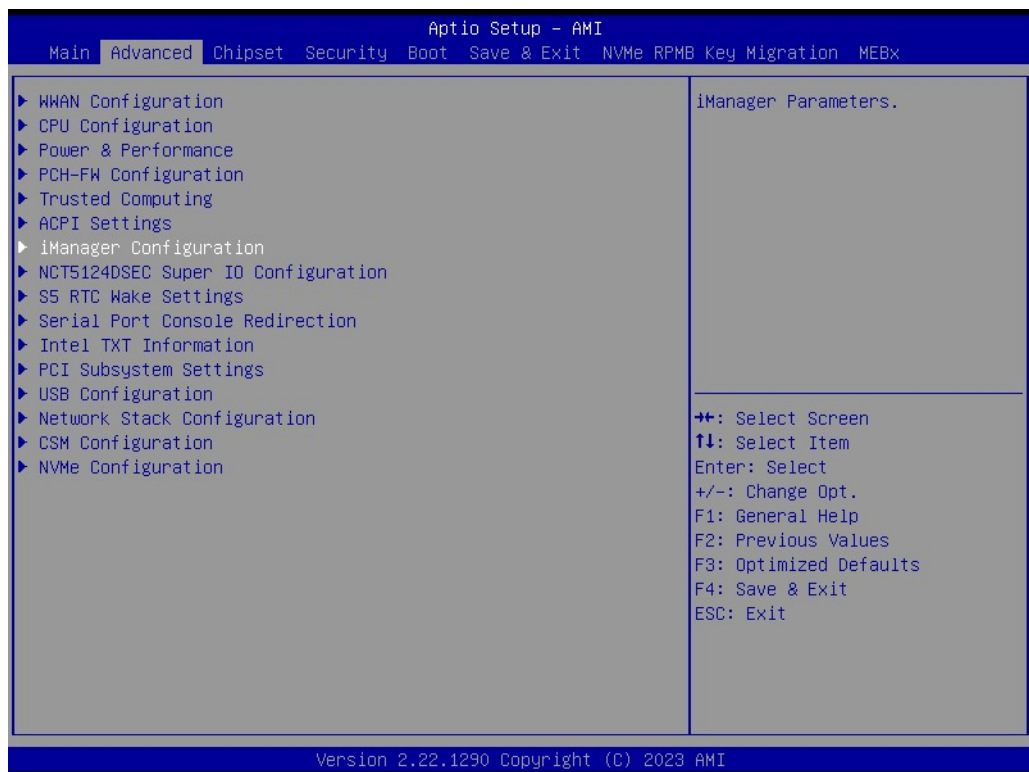 Aptio Setup - AMI
Main Advanced Chipset Security Boot Save & Exit NVMe RPMB Key Migration MEBx
▶ WWAN Configuration
▶ CPU Configuration
▶ Power & Performance
▶ PCH-FW Configuration
▶ Trusted Computing
▶ ACPI Settings
▶ iManager Configuration
▶ NCT5124DSEC Super IO Configuration
▶ S5 RTC Wake Settings
▶ Serial Port Console Redirection
▶ Intel TXT Information
▶ PCI Subsystem Settings
▶ USB Configuration
▶ Network Stack Configuration
▶ CSM Configuration
▶ NVMe Configuration
iManager Parameters.
→←: Select Screen
↑↓: Select Item
Enter: Select
+/-: Change Opt.
F1: General Help
F2: Previous Values
F3: Optimized Defaults
F4: Save & Exit
ESC: Exit
Version 2.22.1290 Copyright (C) 2023 AMI